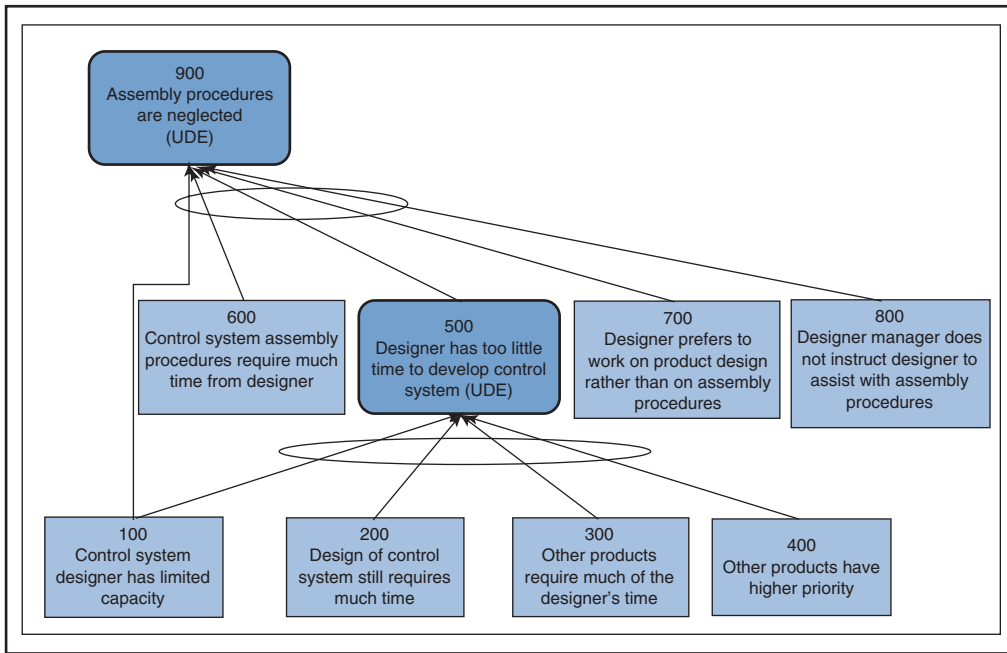 900
Assembly procedures
are neglected
(UDE)
600
Control system assembly
procedures require much
time from designer
500
Designer has too little
time to develop control
system (UDE)
700
Designer prefers to
work on product design
rather than on assembly
procedures
800
Designer manager does
not instruct designer to
assist with assembly
procedures
100
Control system
designer has limited
capacity
200
Design of control
system still requires
much time
300
Other products
require much of the
designer's time
400
Other products have
higher priority